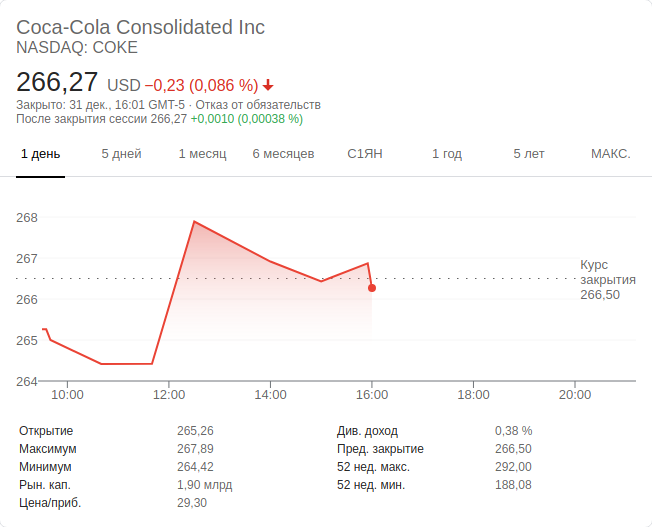 Coca-Cola Consolidated Inc
NASDAQ: COKE
266,27 USD −0,23 (0,086 %)
Закрыто: 31 дек., 16:01 GMT-5 · Отказ от обязательств
После закрытия сессии 266,27 +0,0010 (0,00038 %)
1 день 5 дней 1 месяц 6 месяцев С1ЯН 1 год 5 лет МАКС.
268
267
266
265
264
Курс
закрытия
266,50
10:00 12:00 14:00 16:00 18:00 20:00
Открытие 265,26 Див. доход 0,38 %
Максимум 267,89 Пред. закрытие 266,50
Минимум 264,42 52 нед. макс. 292,00
Рын. кап. 1,90 млрд 52 нед. мин. 188,08
Цена/приб. 29,30